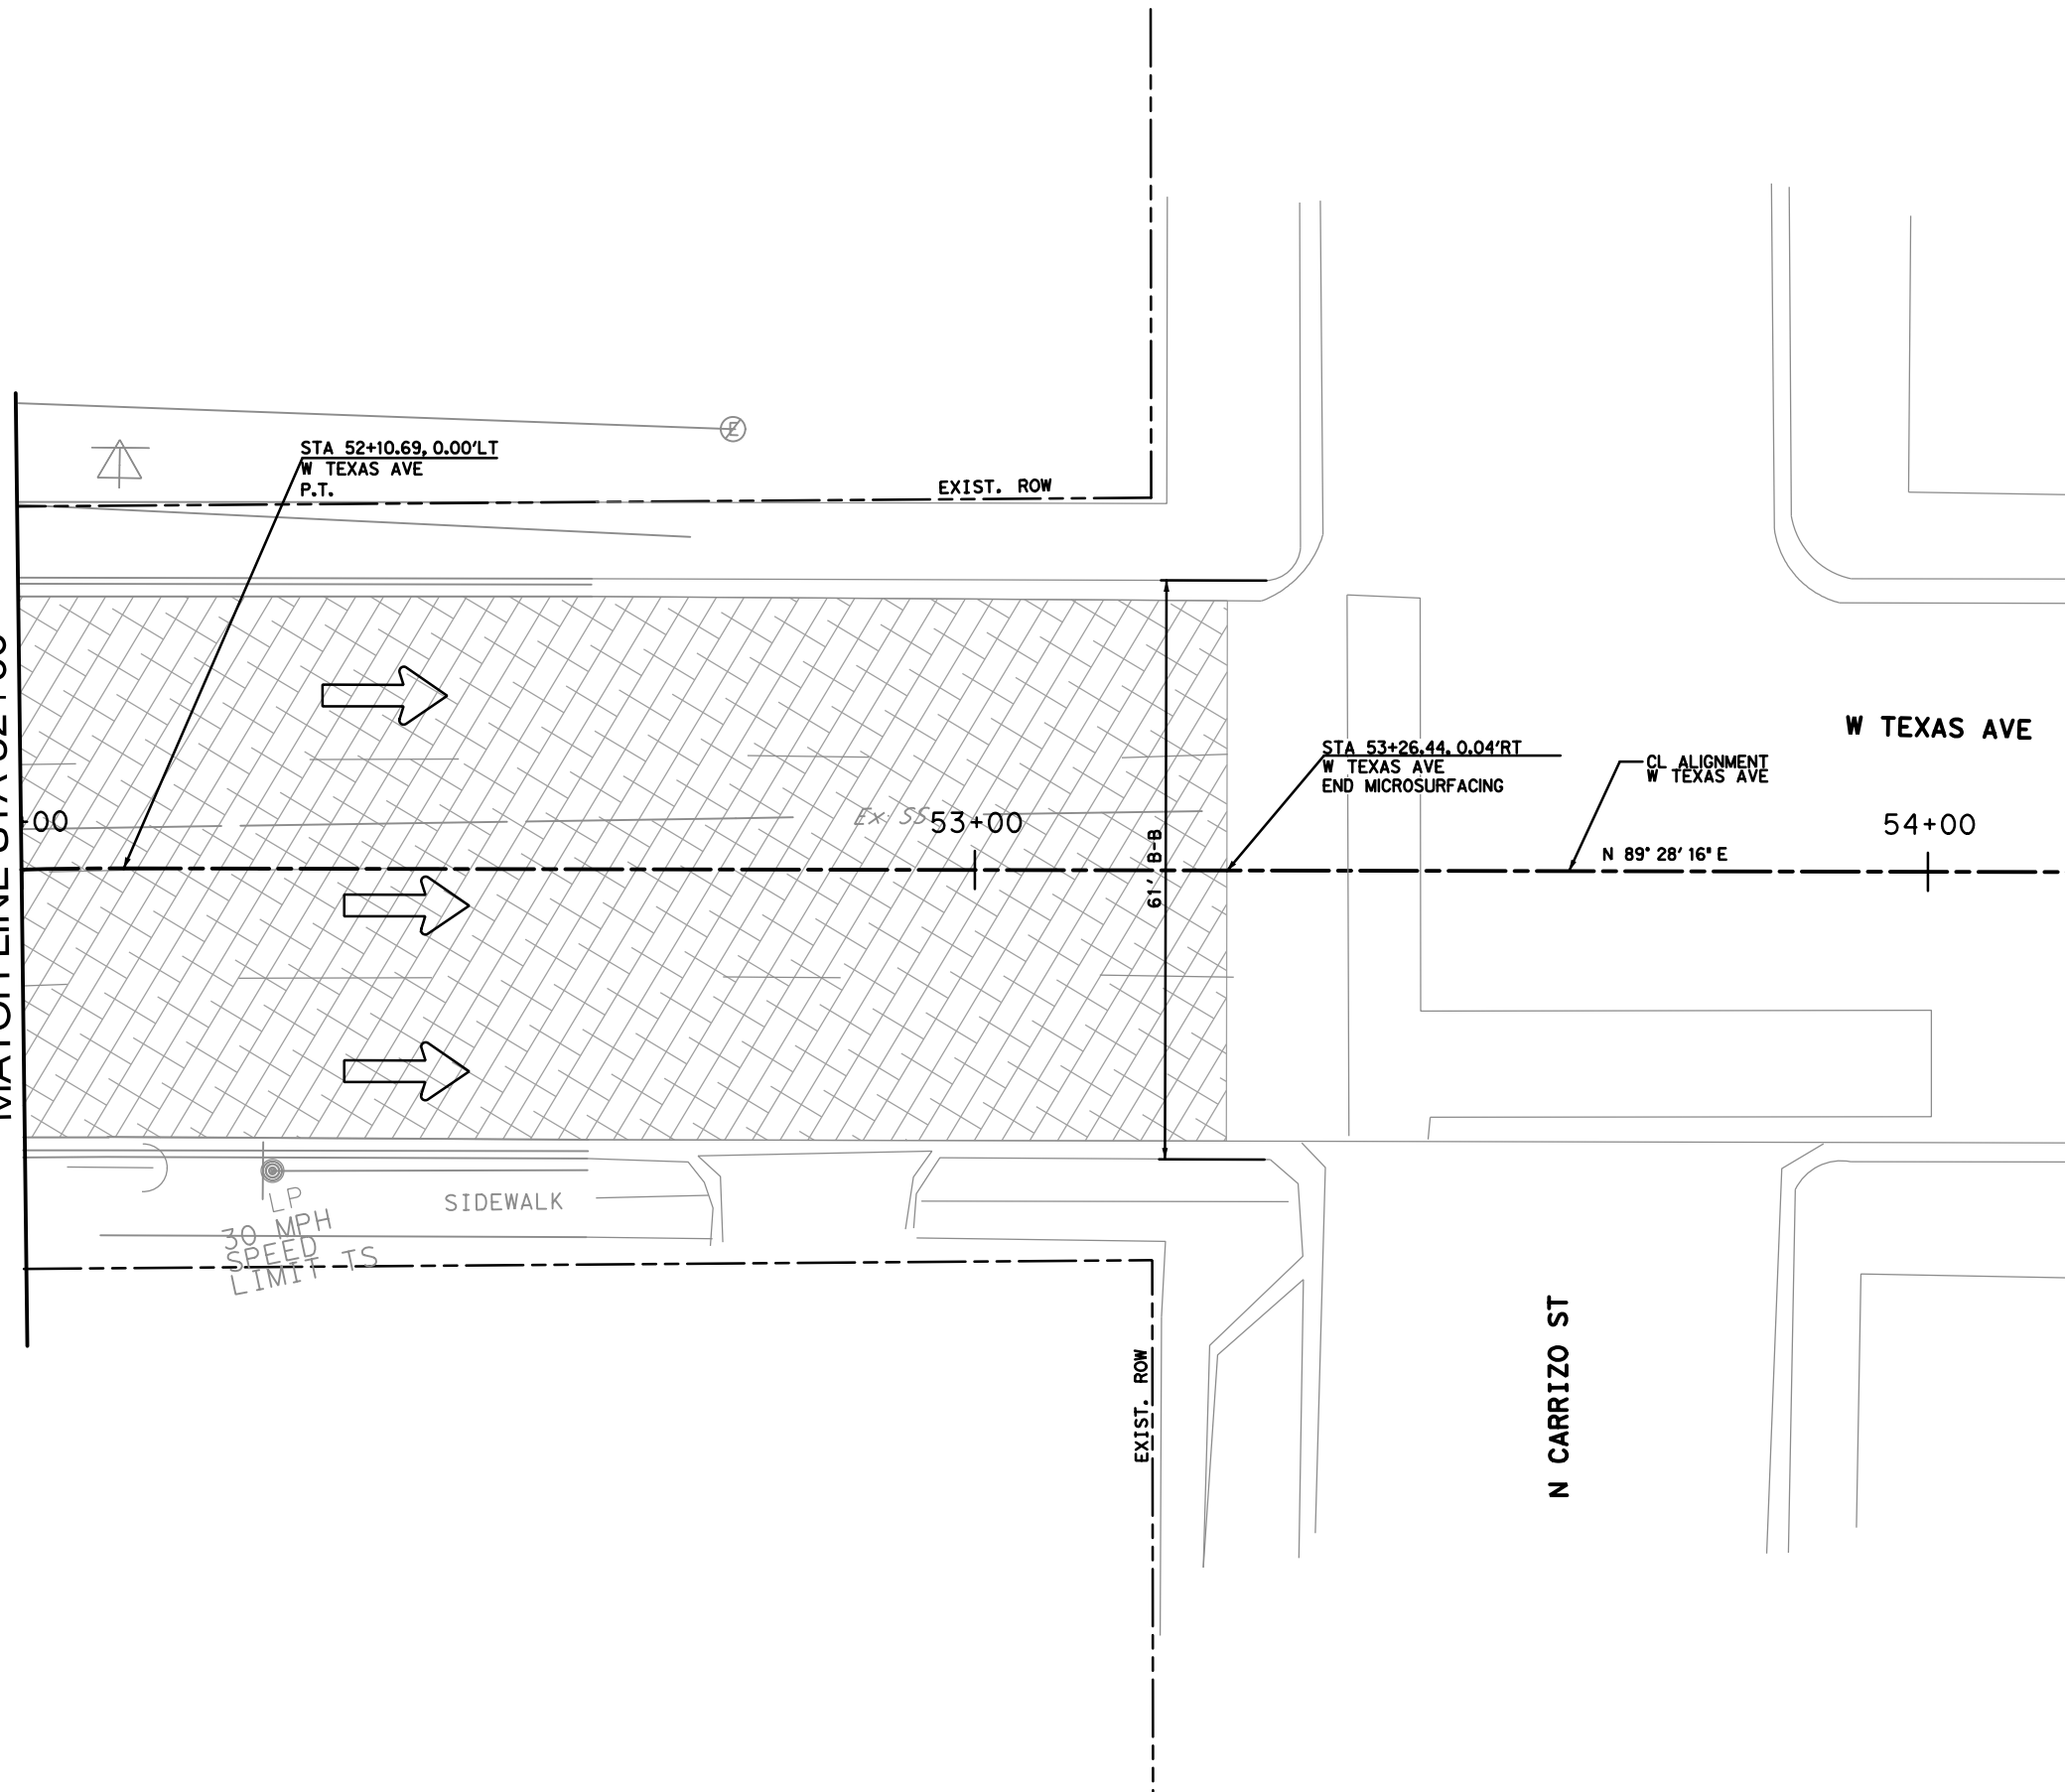 STA 52+10.69, 0.00'LT
W TEXAS AVE
P.T.
EXIST. ROW
E
W TEXAS AVE
STA 53+26.44, 0.04'RT
W TEXAS AVE
END MICROSURFACING
CL ALIGNMENT
W TEXAS AVE
+00
Ex SS
53+00
54+00
61' B-B
N 89° 28' 16" E
SIDEWALK
LP
30 MPH
SPEED
LIMIT TS
EXIST. ROW
N CARRIZO ST